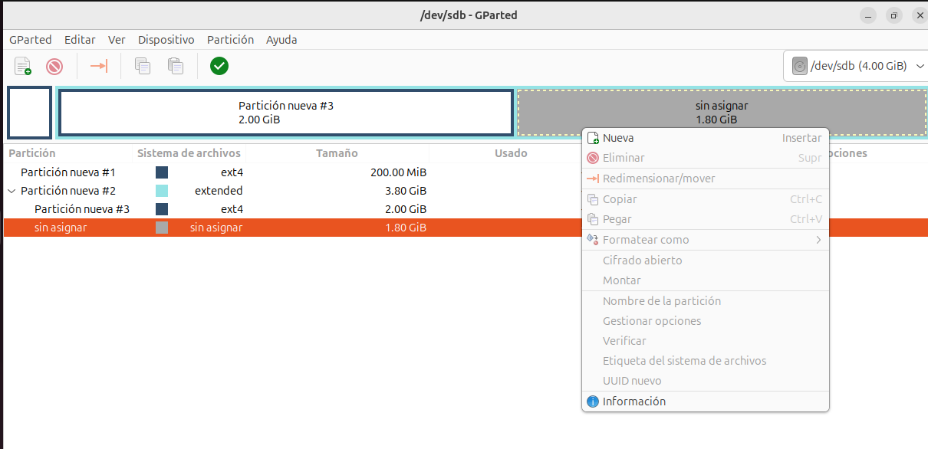 /dev/sdb - GParted
GParted Editar Ver Dispositivo Partición Ayuda
/dev/sdb (4.00 GiB)
Partición nueva #3
2.00 GiB
sin asignar
1.80 GiB
Partición Sistema de archivos Tamaño Usado pciones
Partición nueva #1 ext4 200.00 MiB
Partición nueva #2 extended 3.80 GiB
Partición nueva #3 ext4 2.00 GiB
sin asignar sin asignar 1.80 GiB
Nueva Insertar
Eliminar Supr
Redimensionar/mover
Copiar Ctrl+C
Pegar Ctrl+V
Formatear como
Cifrado abierto
Montar
Nombre de la partición
Gestionar opciones
Verificar
Etiqueta del sistema de archivos
UUID nuevo
Información